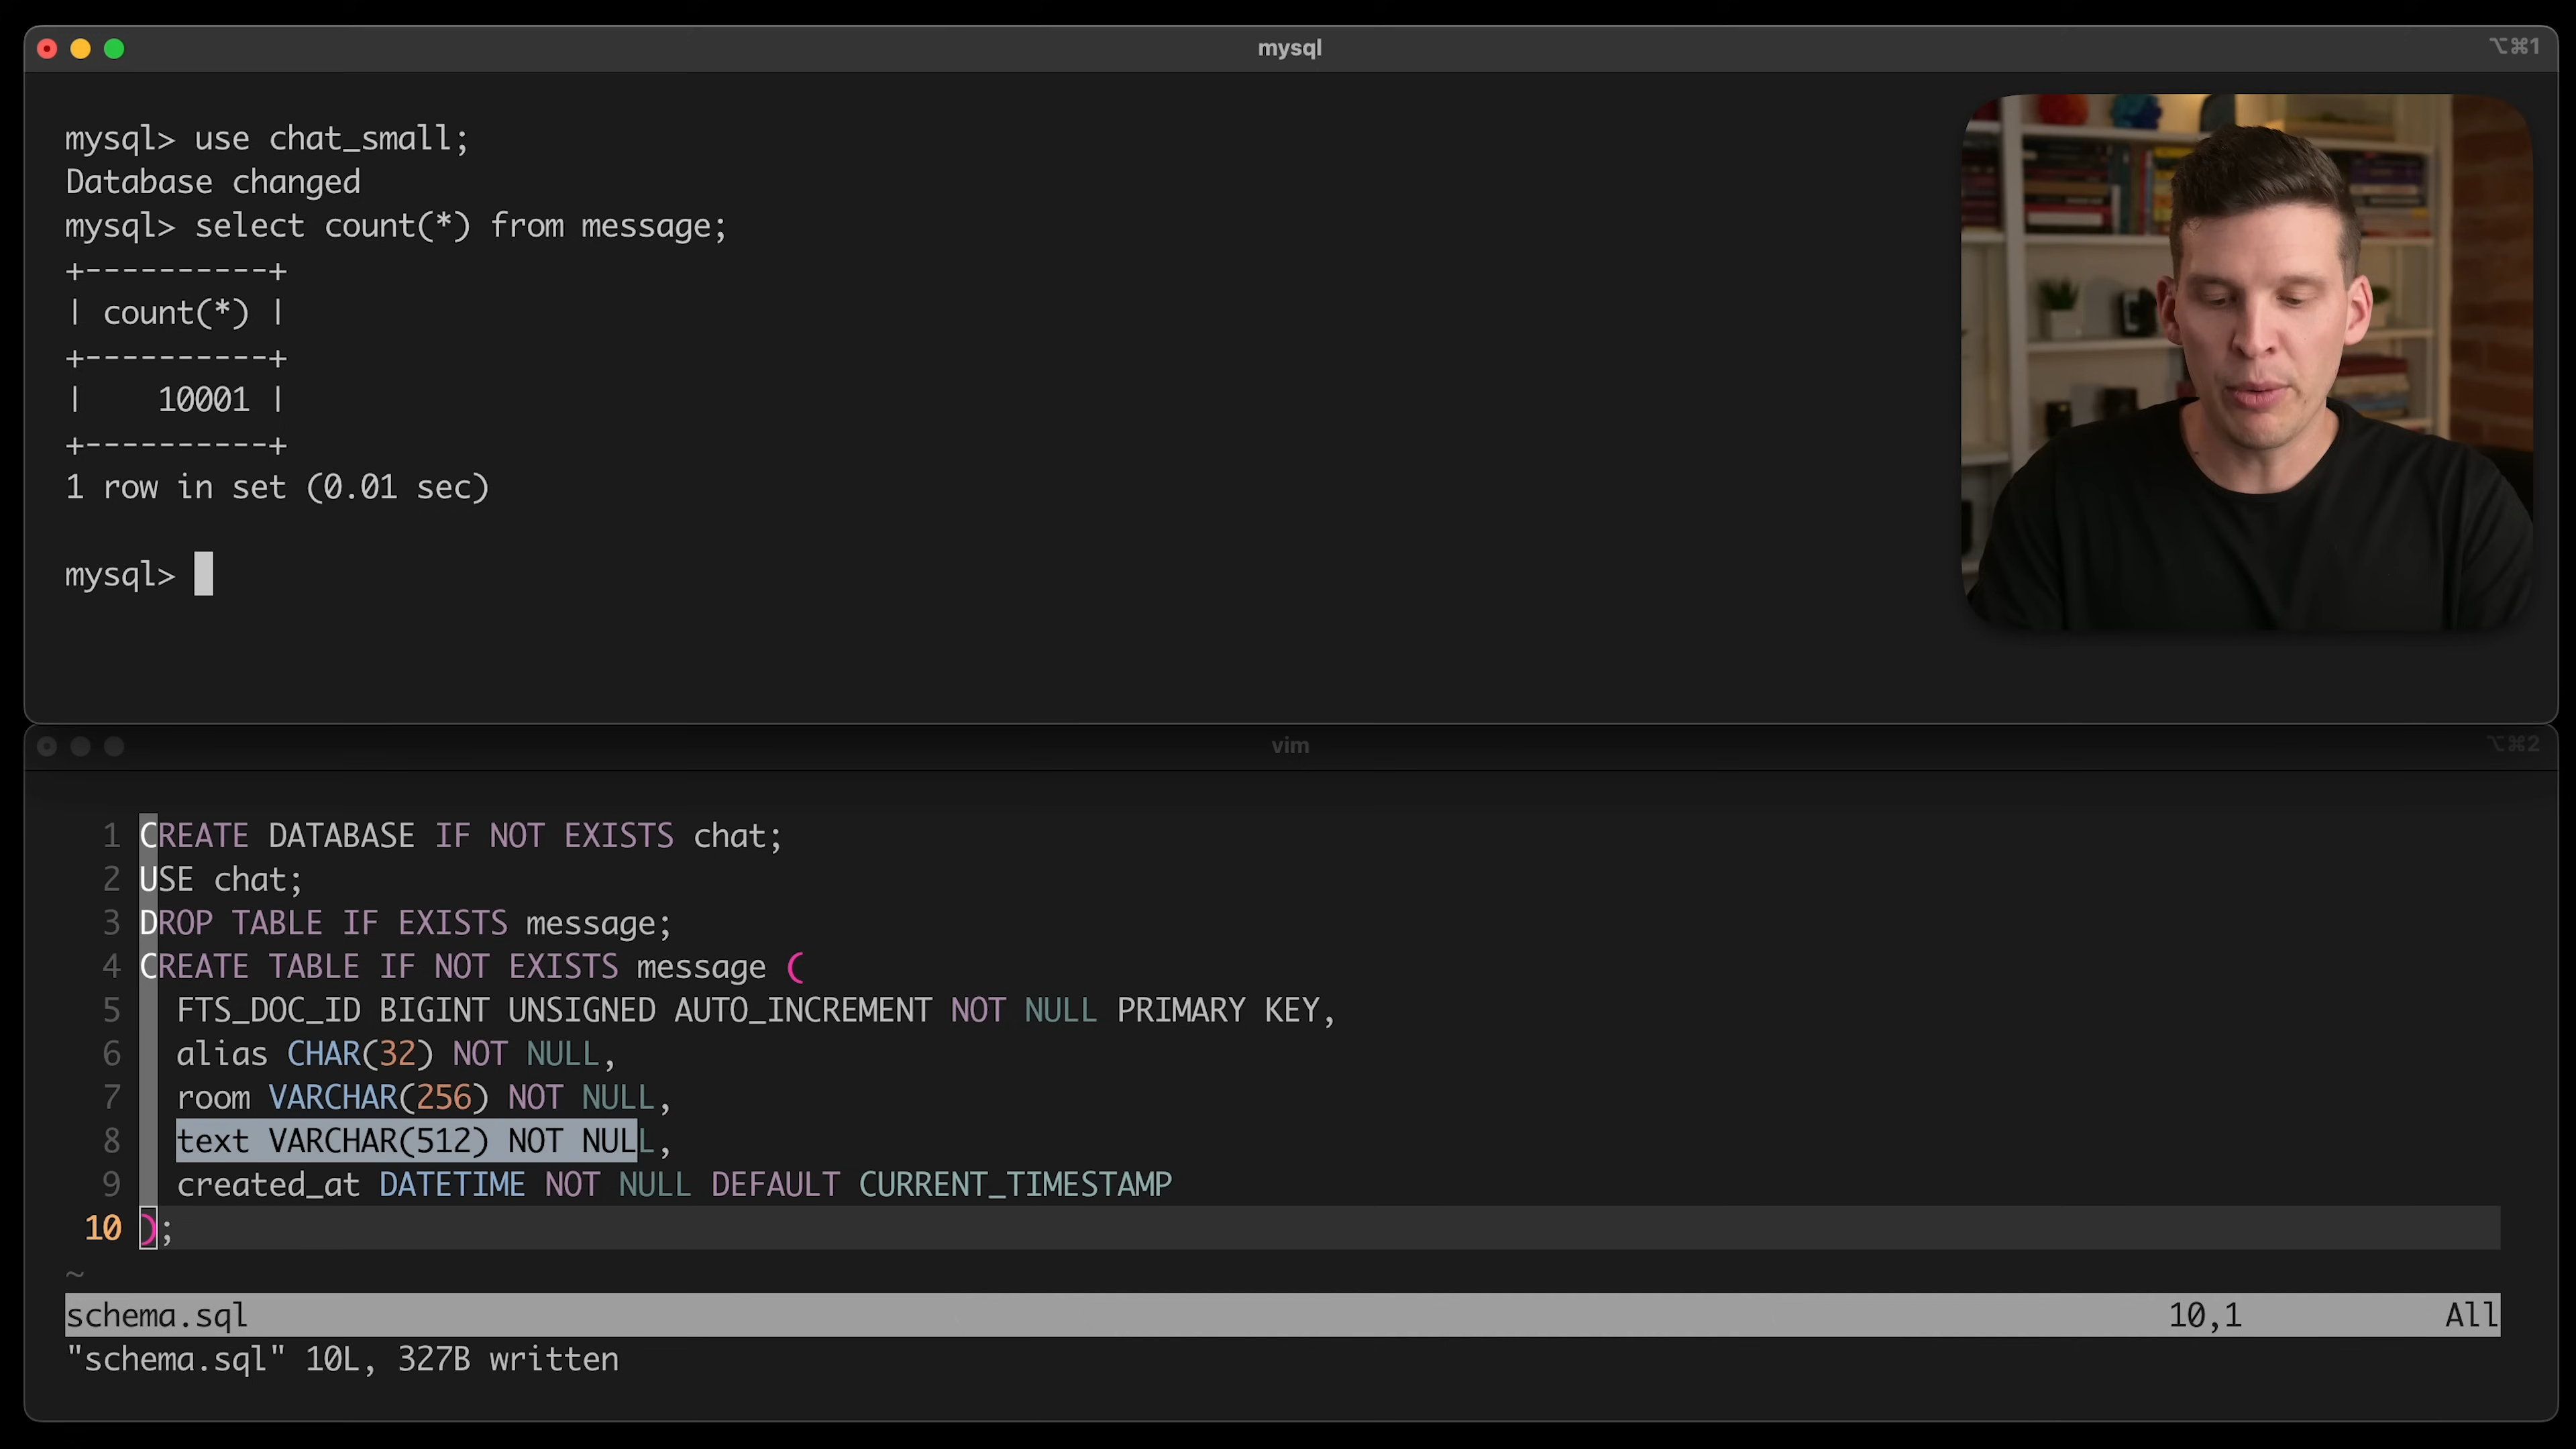 mysql
⌥⌘1
mysql> use chat_small;
Database changed
mysql> select count(*) from message;
+----------+
| count(*) |
+----------+
|    10001 |
+----------+
1 row in set (0.01 sec)
mysql>
vim
⌥⌘2
1 CREATE DATABASE IF NOT EXISTS chat;
2 USE chat;
3 DROP TABLE IF EXISTS message;
4 CREATE TABLE IF NOT EXISTS message (
5   FTS_DOC_ID BIGINT UNSIGNED AUTO_INCREMENT NOT NULL PRIMARY KEY,
6   alias CHAR(32) NOT NULL,
7   room VARCHAR(256) NOT NULL,
8   text VARCHAR(512) NOT NULL,
9   created_at DATETIME NOT NULL DEFAULT CURRENT_TIMESTAMP
10 );
~
schema.sql 10,1 All
"schema.sql" 10L, 327B written